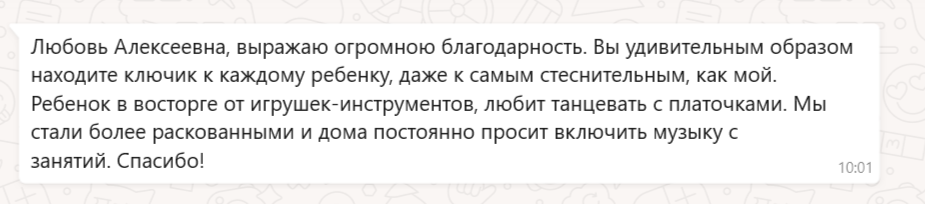 Любовь Алексеевна, выражаю огромною благодарность. Вы удивительным образом
находите ключик к каждому ребенку, даже к самым стеснительным, как мой.
Ребенок в восторге от игрушек-инструментов, любит танцевать с платочками. Мы
стали более раскованными и дома постоянно просит включить музыку с
занятий. Спасибо!
10:01